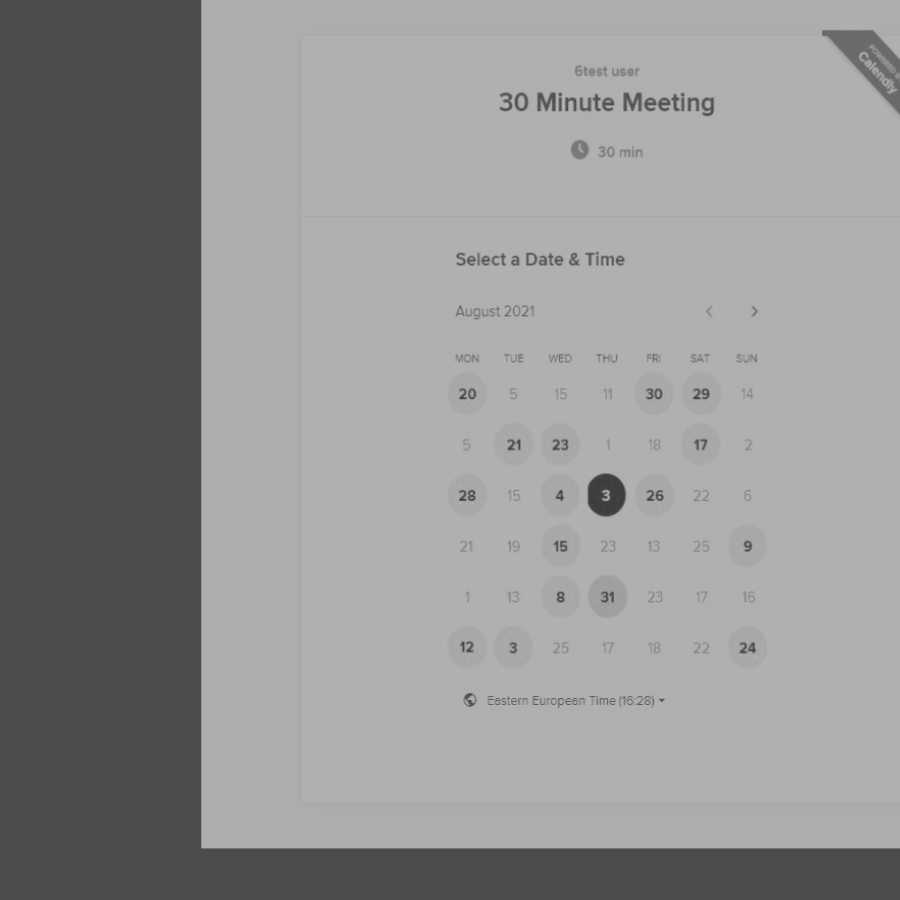 POWERED
Calendly
6test user
30 Minute Meeting
30 min
Select a Date & Time
August 2021
MON TUE WED THU FRI SAT SUN
20 5 15 11 30 29 14
5 21 23 1 18 17 2
28 15 4 3 26 22 6
21 19 15 23 13 25 9
1 13 8 31 23 17 16
12 3 25 17 18 22 24
Eastern European Time (16:28)